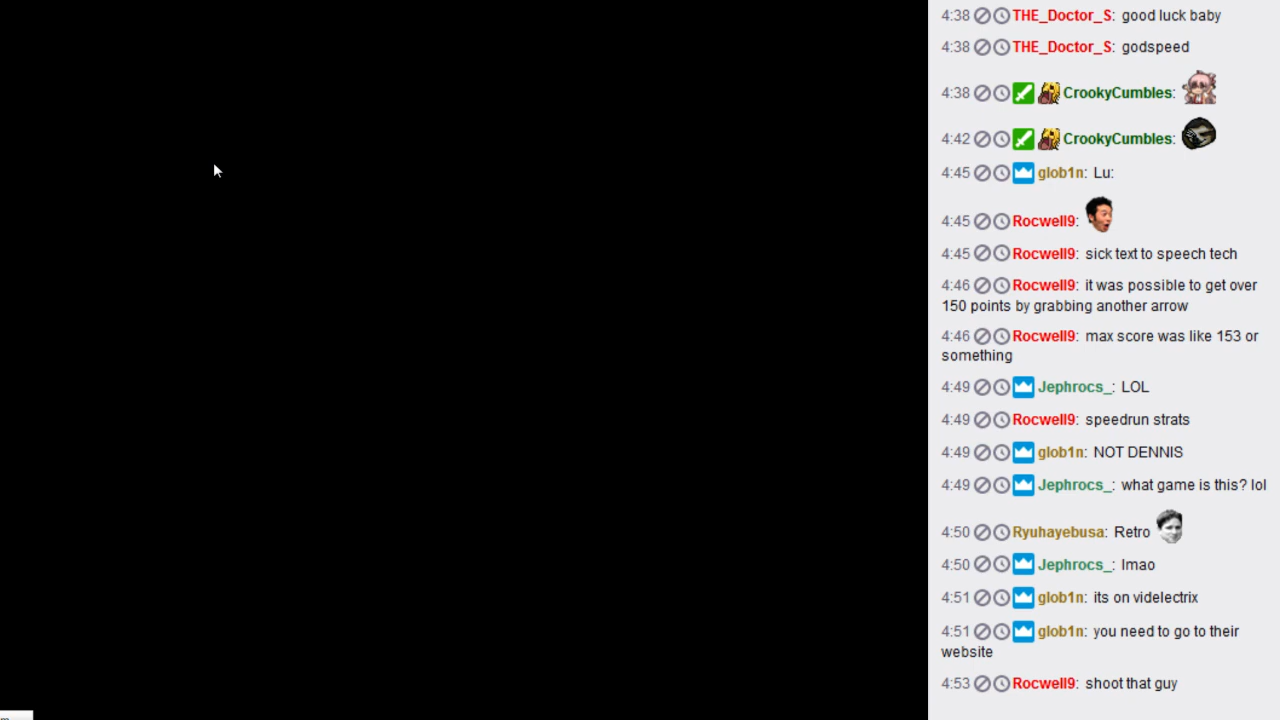 4:38 THE_Doctor_S: good luck baby
4:38 THE_Doctor_S: godspeed
4:38 CrookyCumbles:
4:42 CrookyCumbles:
4:45 glob1n: Lu:
4:45 Rocwell9:
4:45 Rocwell9: sick text to speech tech
4:46 Rocwell9: it was possible to get over
150 points by grabbing another arrow
4:46 Rocwell9: max score was like 153 or
something
4:49 Jephrocs_: LOL
4:49 Rocwell9: speedrun strats
4:49 glob1n: NOT DENNIS
4:49 Jephrocs_: what game is this? lol
4:50 Ryuhayebusa: Retro
4:50 Jephrocs_: lmao
4:51 glob1n: its on videlectrix
4:51 glob1n: you need to go to their
website
4:53 Rocwell9: shoot that guy